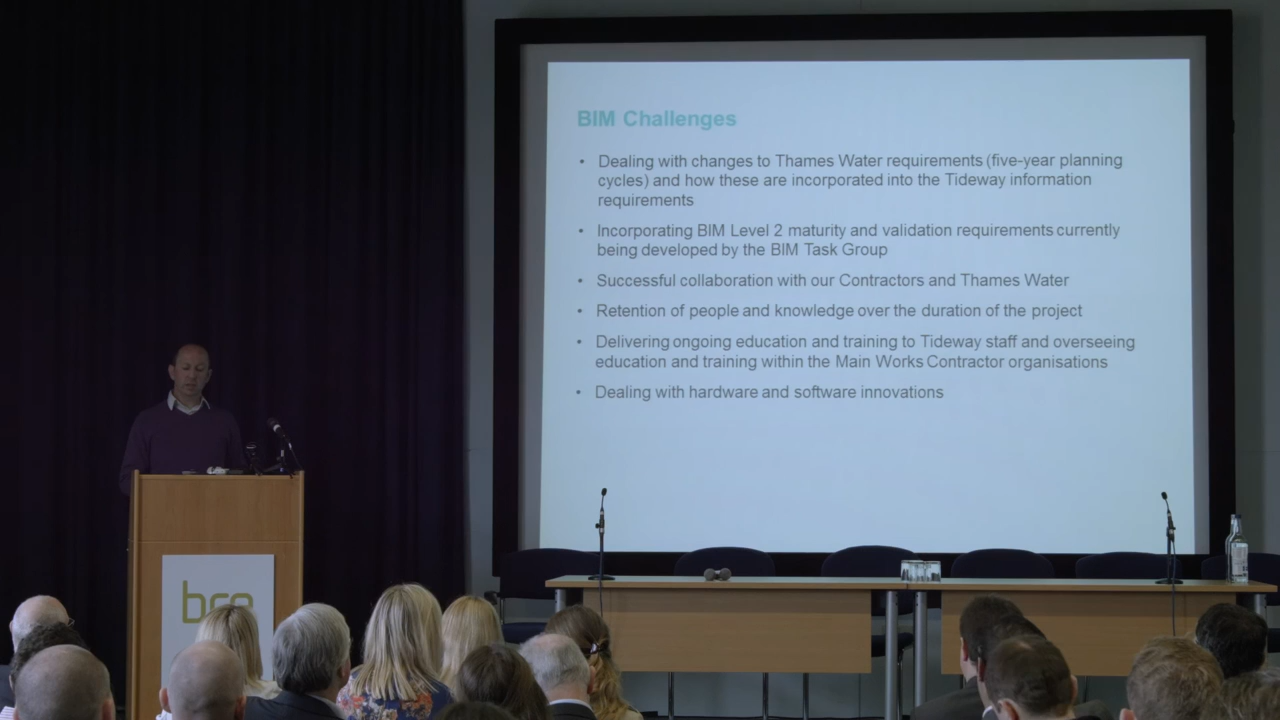 BIM Challenges
• Dealing with changes to Thames Water requirements (five-year planning
cycles) and how these are incorporated into the Tideway information
requirements
• Incorporating BIM Level 2 maturity and validation requirements currently
being developed by the BIM Task Group
• Successful collaboration with our Contractors and Thames Water
• Retention of people and knowledge over the duration of the project
• Delivering ongoing education and training to Tideway staff and overseeing
education and training within the Main Works Contractor organisations
• Dealing with hardware and software innovations
bre